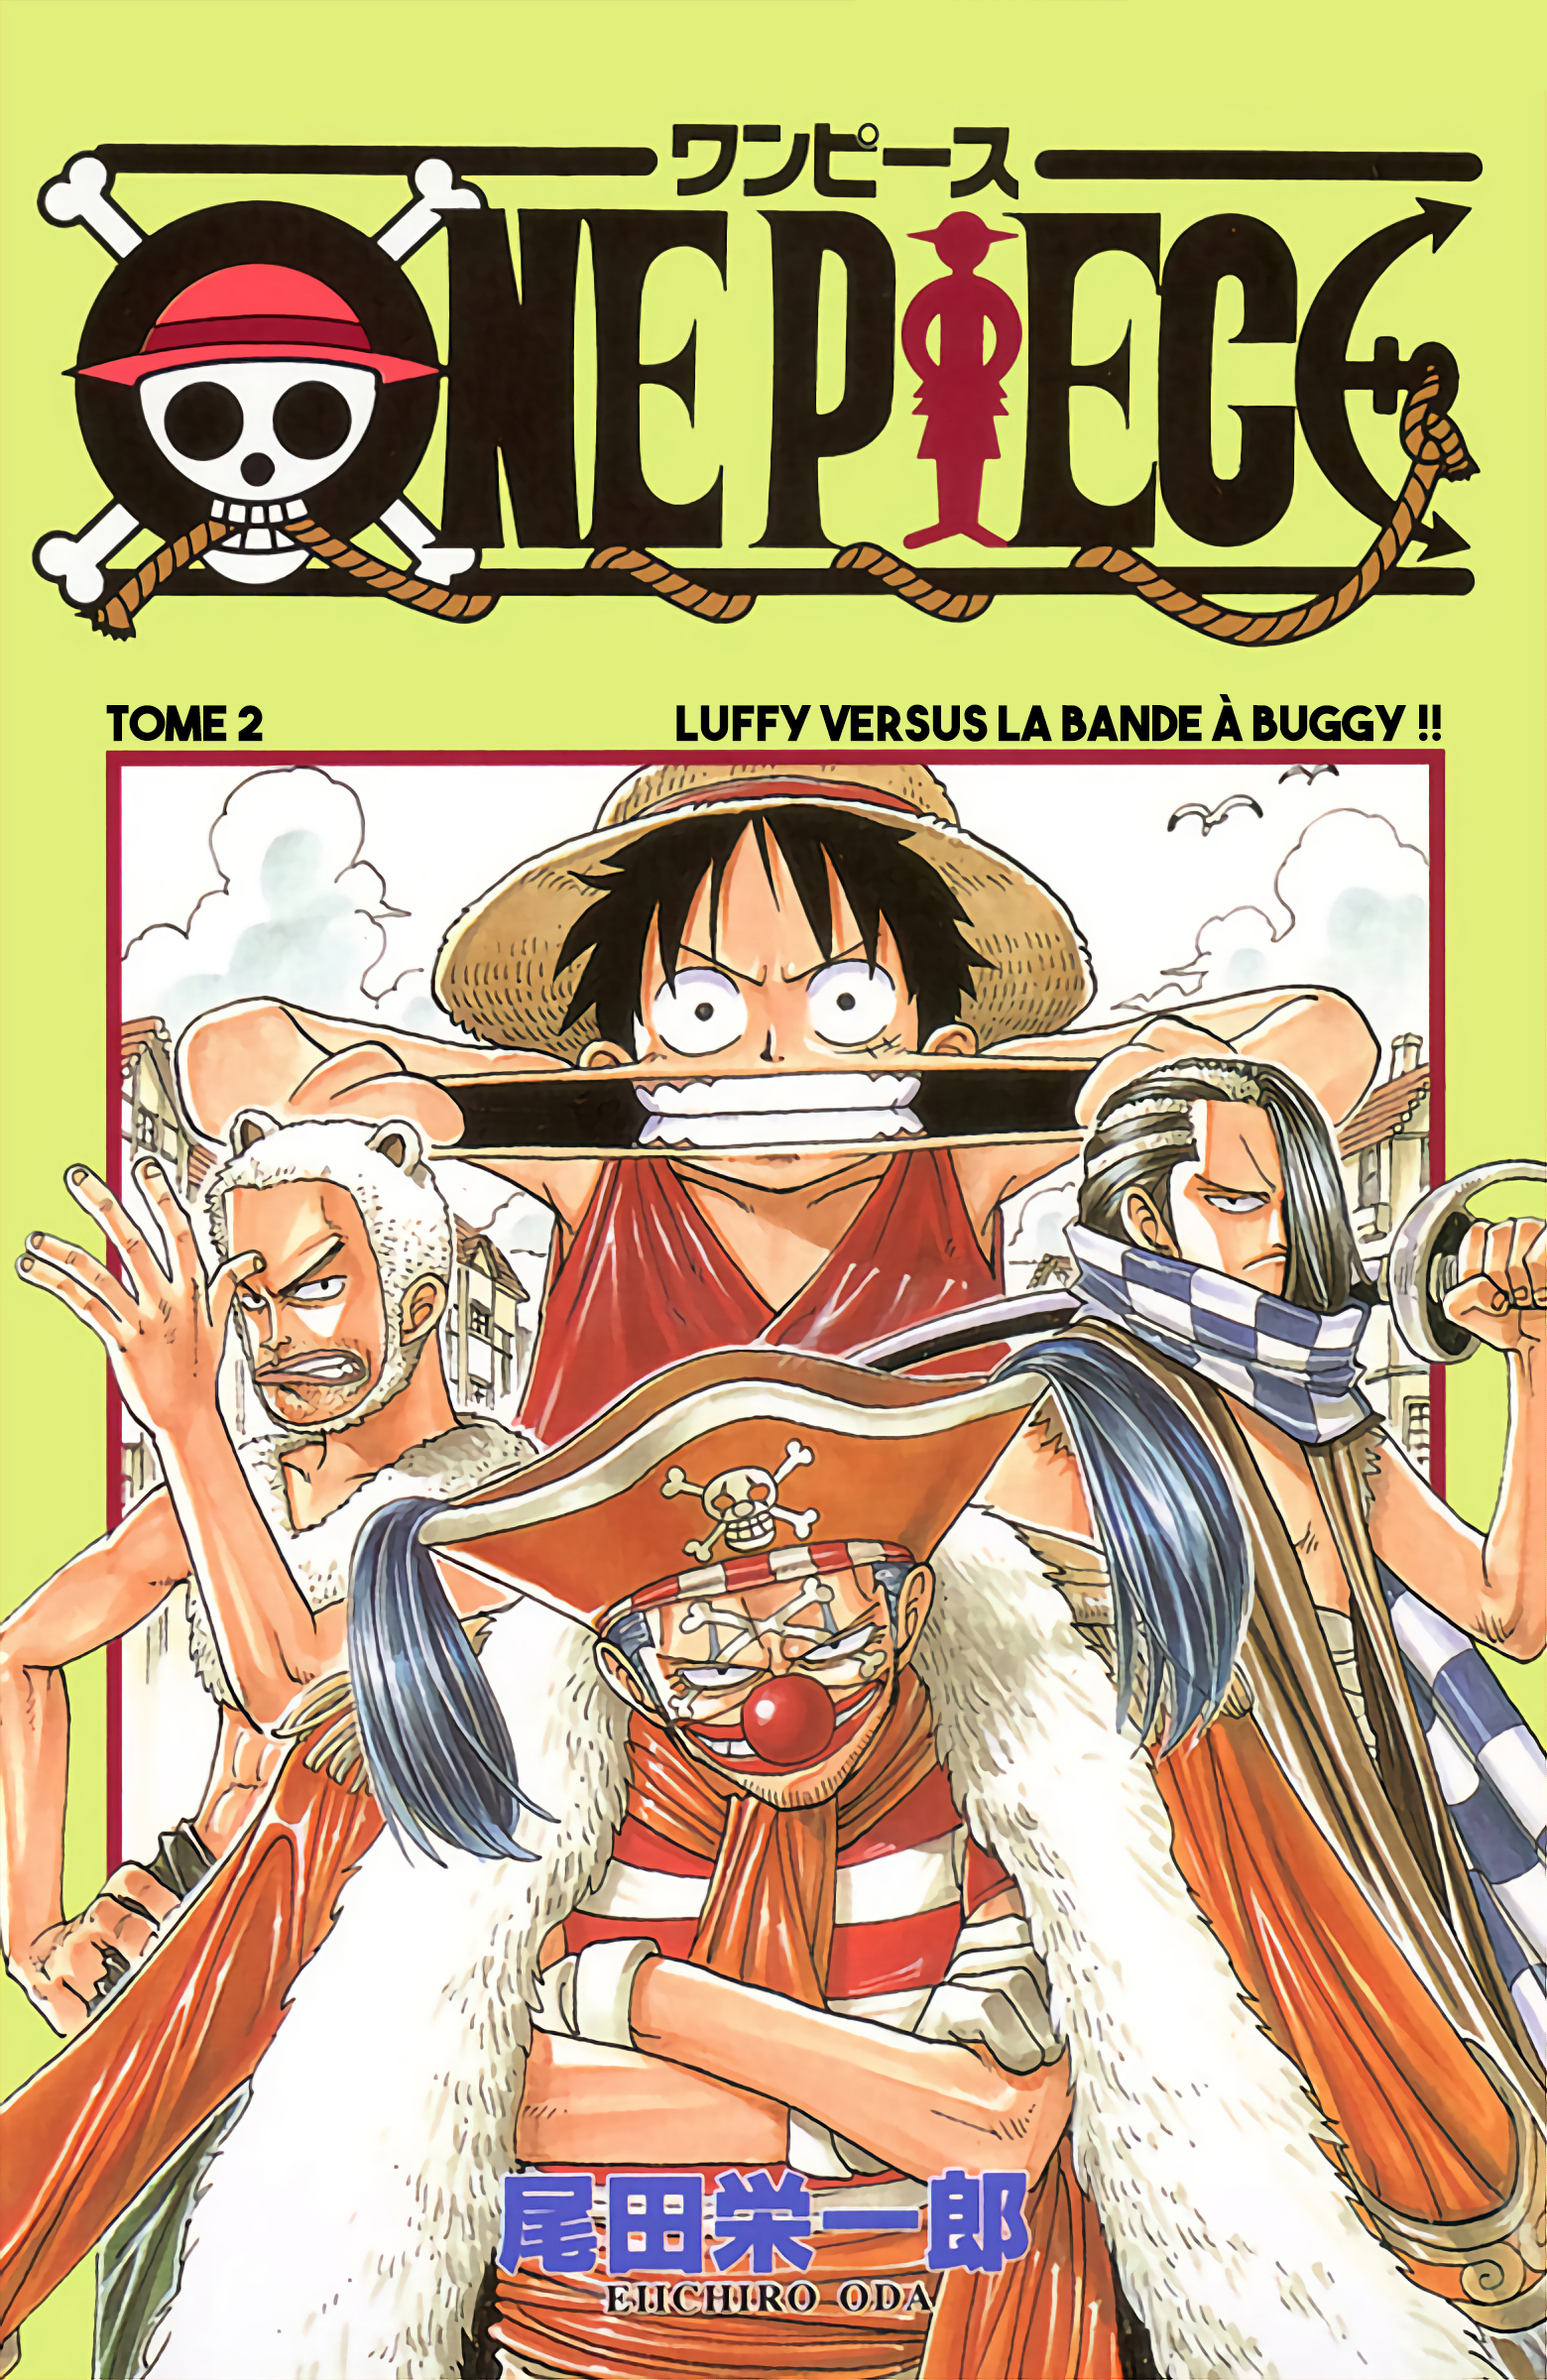 ワンピース
ONE PIECE
TOME 2
LUFFY VERSUS LA BANDE À BUGGY !!
尾田栄一郎
EIICHIRO ODA